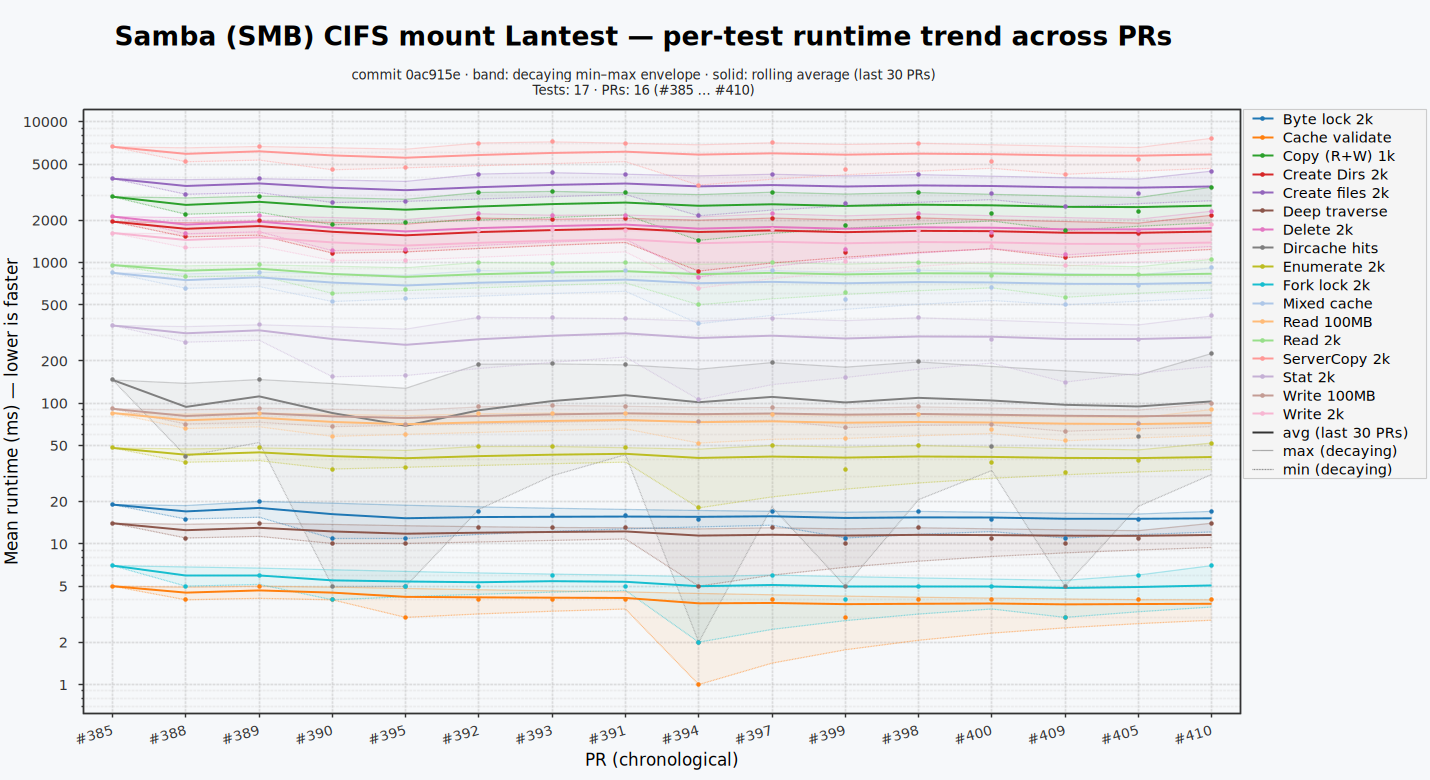 Samba (SMB) CIFS mount Lantest — per-test runtime trend across PRs
commit 0ac915e · band: decaying min–max envelope · solid: rolling average (last 30 PRs)
Tests: 17 · PRs: 16 (#385 … #410)
Mean runtime (ms) — lower is faster
10000
5000
2000
1000
500
200
100
50
20
10
5
2
1
#385
#388
#389
#390
#395
#392
#393
#391
#394
#397
#399
#398
#400
#409
#405
#410
PR (chronological)
Byte lock 2k
Cache validate
Copy (R+W) 1k
Create Dirs 2k
Create files 2k
Deep traverse
Delete 2k
Dircache hits
Enumerate 2k
Fork lock 2k
Mixed cache
Read 100MB
Read 2k
ServerCopy 2k
Stat 2k
Write 100MB
Write 2k
avg (last 30 PRs)
max (decaying)
min (decaying)